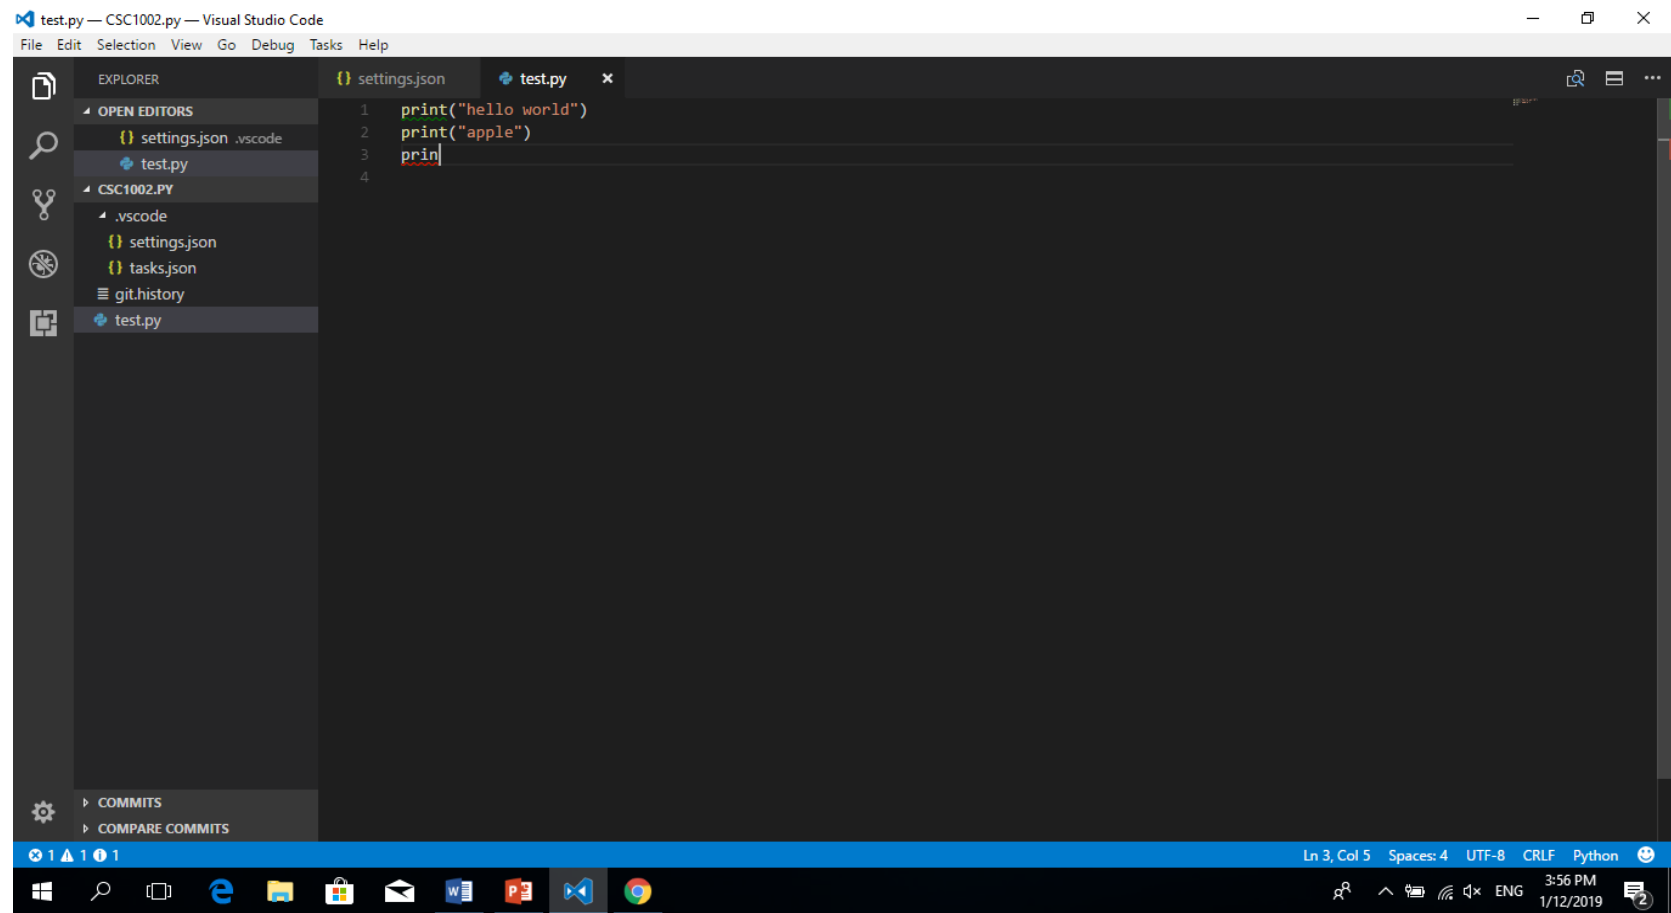 test.py — CSC1002.py — Visual Studio Code
File Edit Selection View Go Debug Tasks Help
EXPLORER
OPEN EDITORS
{} settings.json .vscode
test.py
CSC1002.PY
.vscode
{} settings.json
{} tasks.json
git.history
test.py
COMMITS
COMPARE COMMITS
{} settings.json test.py
1 print("hello world")
2 print("apple")
3 prin
4
1 1 1
Ln 3, Col 5 Spaces: 4 UTF-8 CRLF Python
ENG
3:56 PM
1/12/2019
2